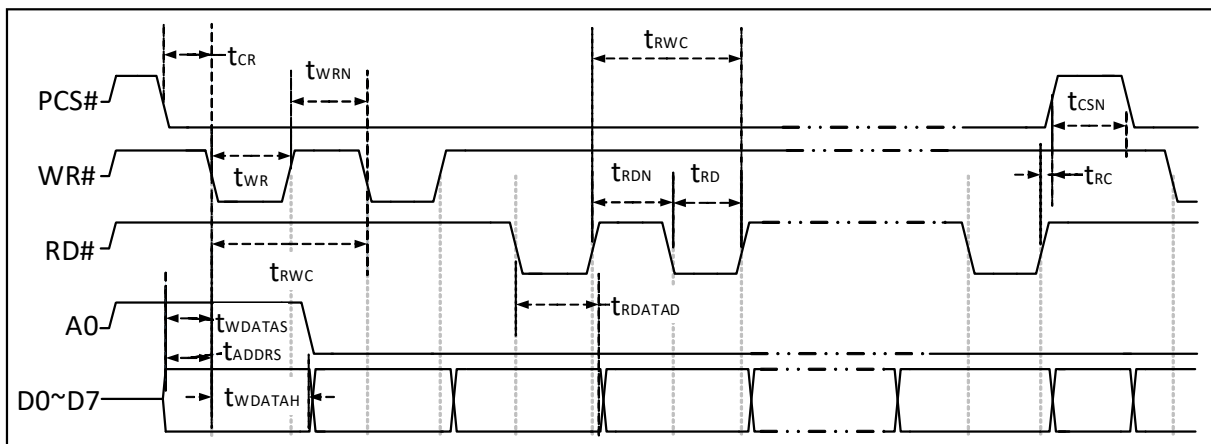 tCR
tWRN
tRWC
PCS#
tCSN
WR#
tWR
tRDN
tRD
tRC
RD#
tRWC
tRDATAD
A0
tWDATAS
tADDRS
D0~D7
tWDATAH